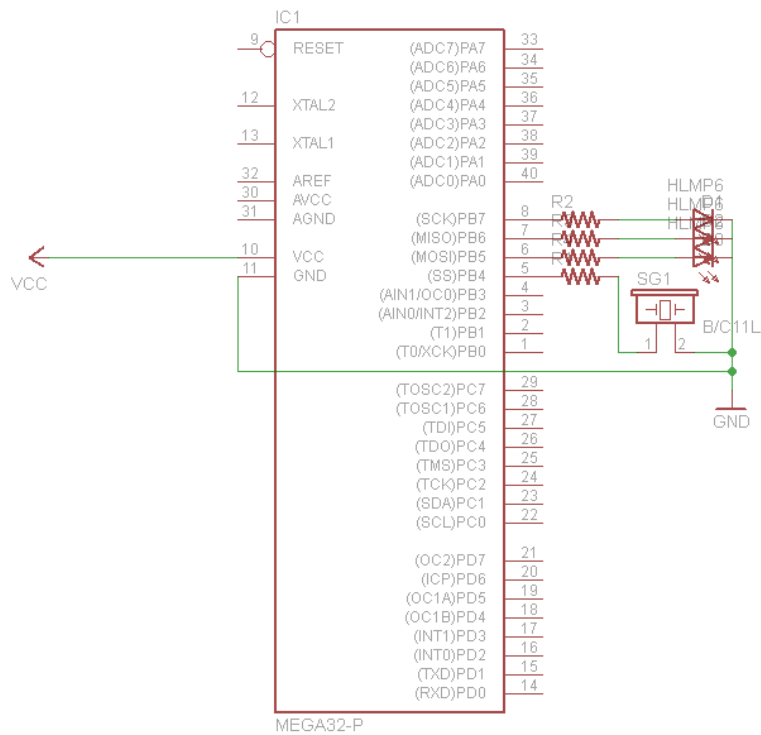 IC1
9 RESET (ADC7)PA7 33
(ADC6)PA6 34
(ADC5)PA5 35
12 XTAL2 (ADC4)PA4 36
(ADC3)PA3 37
13 XTAL1 (ADC2)PA2 38
(ADC1)PA1 39
32 AREF (ADC0)PA0 40
30 AVCC
31 AGND (SCK)PB7 8
(MISO)PB6 7
10 VCC (MOSI)PB5 6
11 GND (SS)PB4 5
(AIN1/OC0)PB3 4
(AIN0/INT2)PB2 3
(T1)PB1 2
(T0/XCK)PB0 1
(TOSC2)PC7 29
(TOSC1)PC6 28
(TDI)PC5 27
(TDO)PC4 26
(TMS)PC3 25
(TCK)PC2 24
(SDA)PC1 23
(SCL)PC0 22
(OC2)PD7 21
(ICP)PD6 20
(OC1A)PD5 19
(OC1B)PD4 18
(INT1)PD3 17
(INT0)PD2 16
(TXD)PD1 15
(RXD)PD0 14
MEGA32-P
VCC
R2
HLMP6
SG1
B/C11L
1 2
GND